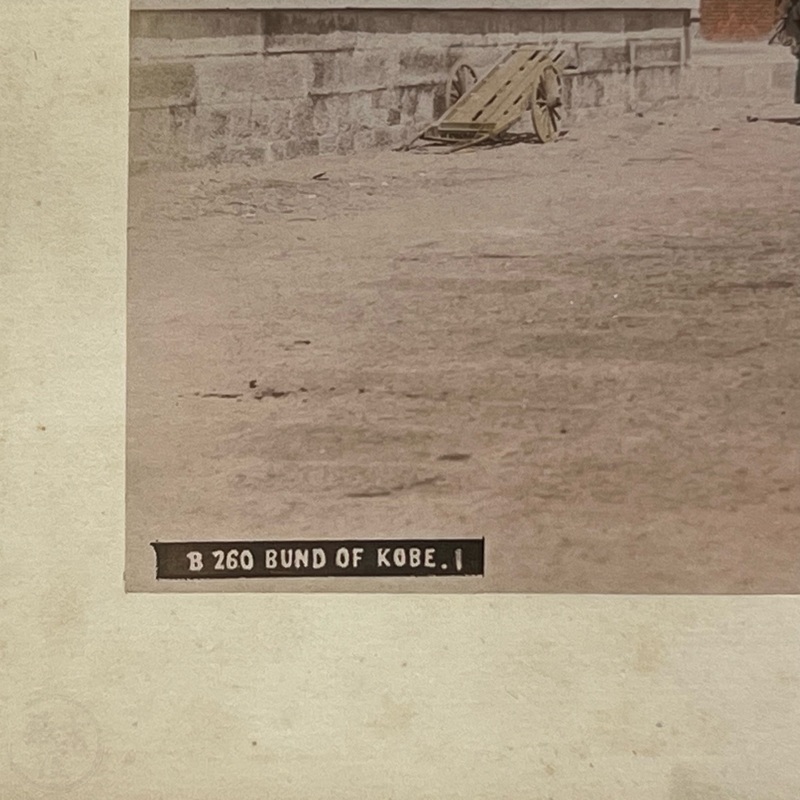 B 260 BUND OF KOBE. I